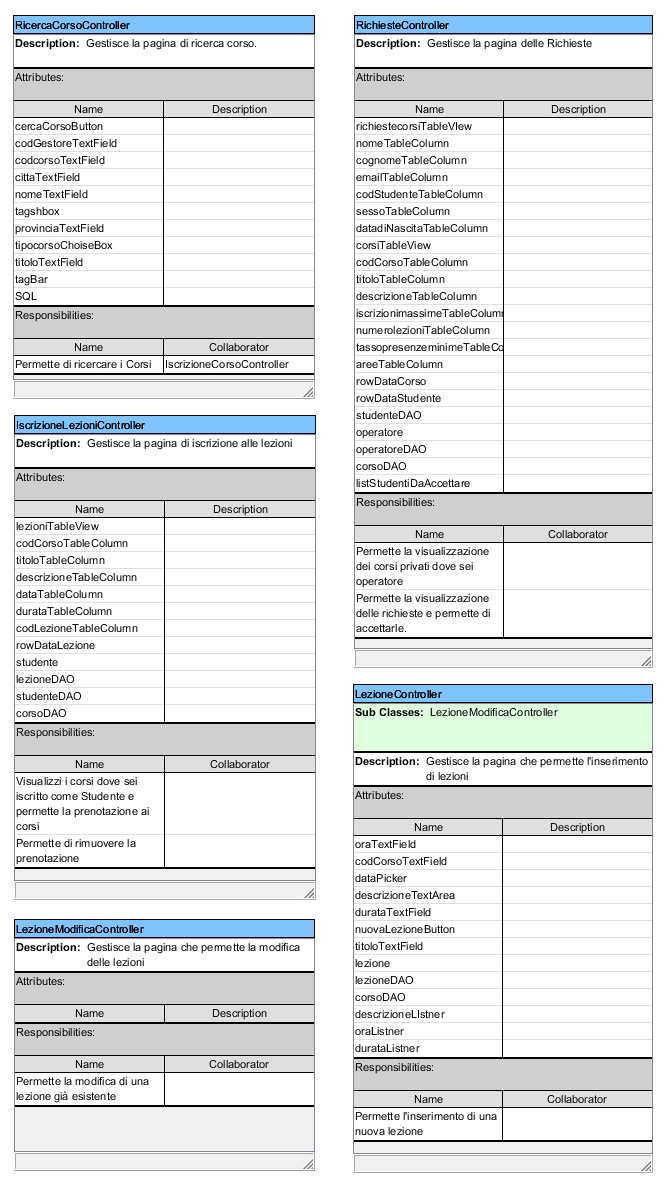 RicercaCorsoController
Description: Gestisce la pagina di ricerca corso.
Attributes:
Name Description
cercaCorsoButton
codGestoreTextField
codcorsoTextField
cittaTextField
nomeTextField
tagshbox
provinciaTextField
tipocorsoChoiseBox
titoloTextField
tagBar
SQL
Responsibilities:
Name Collaborator
Permette di ricercare i Corsi IscrizioneCorsoController
IscrizioneLezioniController
Description: Gestisce la pagina di iscrizione alle lezioni
Attributes:
Name Description
lezioniTableView
codCorsoTableColumn
titoloTableColumn
descrizioneTableColumn
dataTableColumn
durataTableColumn
codLezioneTableColumn
rowDataLezione
studente
lezioneDAO
studenteDAO
corsoDAO
Responsibilities:
Name Collaborator
Visualizzi i corsi dove sei
iscritto come Studente e
permette la prenotazione ai
corsi
Permette di rimuovere la
prenotazione
LezioneModificaController
Description: Gestisce la pagina che permette la modifica
delle lezioni
Attributes:
Name Description
Responsibilities:
Name Collaborator
Permette la modifica di una
lezione già esistente
RichiesteController
Description: Gestisce la pagina delle Richieste
Attributes:
Name Description
richiestecorsiTableVIew
nomeTableColumn
cognomeTableColumn
emailTableColumn
codStudenteTableColumn
sessoTableColumn
datadiNascitaTableColumn
corsiTableView
codCorsoTableColumn
titoloTableColumn
descrizioneTableColumn
iscrizionimassimeTableColumn
numerolezioniTableColumn
tassopresenzeminimeTableCo
areeTableColumn
rowDataCorso
rowDataStudente
studenteDAO
operatore
operatoreDAO
corsoDAO
listStudentiDaAccettare
Responsibilities:
Name Collaborator
Permette la visualizzazione
dei corsi privati dove sei
operatore
Permette la visualizzazione
delle richieste e permette di
accettarle.
LezioneController
Sub Classes: LezioneModificaController
Description: Gestisce la pagina che permette l'inserimento
di lezioni
Attributes:
Name Description
oraTextField
codCorsoTextField
dataPicker
descrizioneTextArea
durataTextField
nuovaLezioneButton
titoloTextField
lezione
lezioneDAO
corsoDAO
descrizioneLIstner
oraListner
durataListner
Responsibilities:
Name Collaborator
Permette l'inserimento di una
nuova lezione